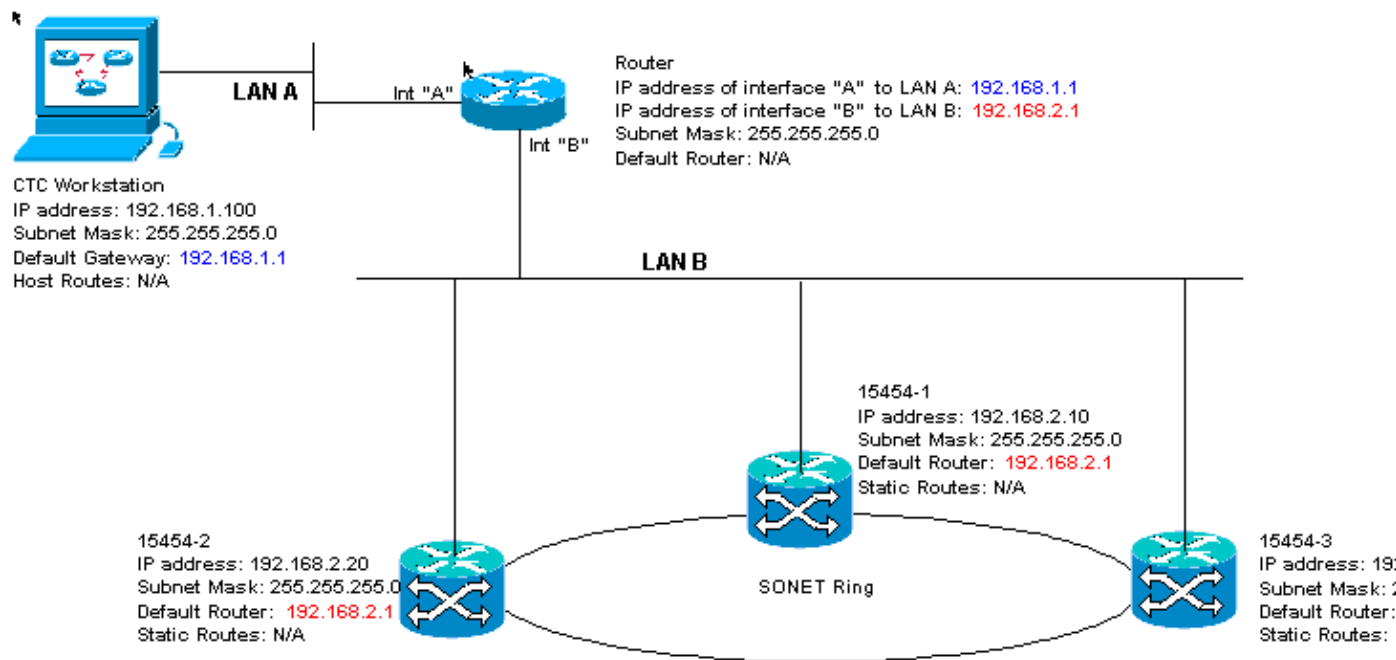 LAN A
Int "A"
Int "B"
Router
IP address of interface "A" to LAN A: 192.168.1.1
IP address of interface "B" to LAN B: 192.168.2.1
Subnet Mask: 255.255.255.0
Default Router: N/A
CTC Workstation
IP address: 192.168.1.100
Subnet Mask: 255.255.255.0
Default Gateway: 192.168.1.1
Host Routes: N/A
LAN B
15454-1
IP address: 192.168.2.10
Subnet Mask: 255.255.255.0
Default Router: 192.168.2.1
Static Routes: N/A
15454-2
IP address: 192.168.2.20
Subnet Mask: 255.255.255.0
Default Router: 192.168.2.1
Static Routes: N/A
SONET Ring
15454-3
IP address:
Subnet Mask:
Default Router:
Static Routes: